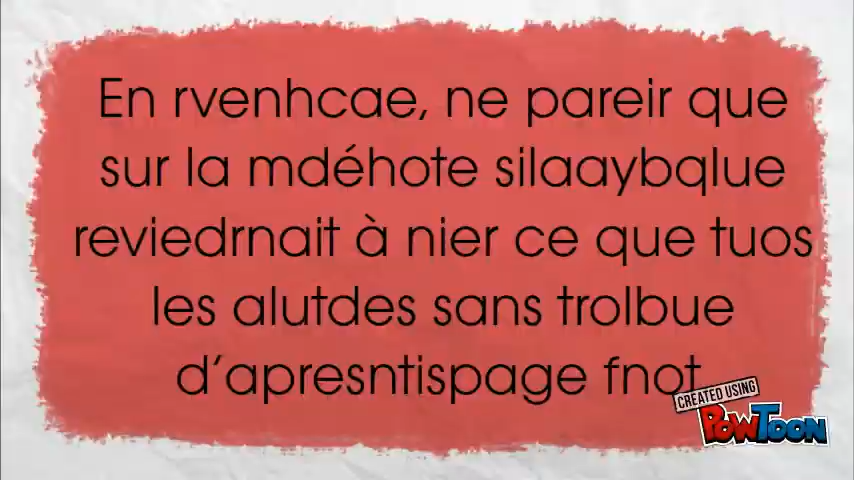 En rvenhcae, ne pareir que
sur la mdéhote silaaybqlue
reviedrnait à nier ce que tuos
les alutdes sans trolbue
d'apresntispage fnot
CREATED USING
POWTOON